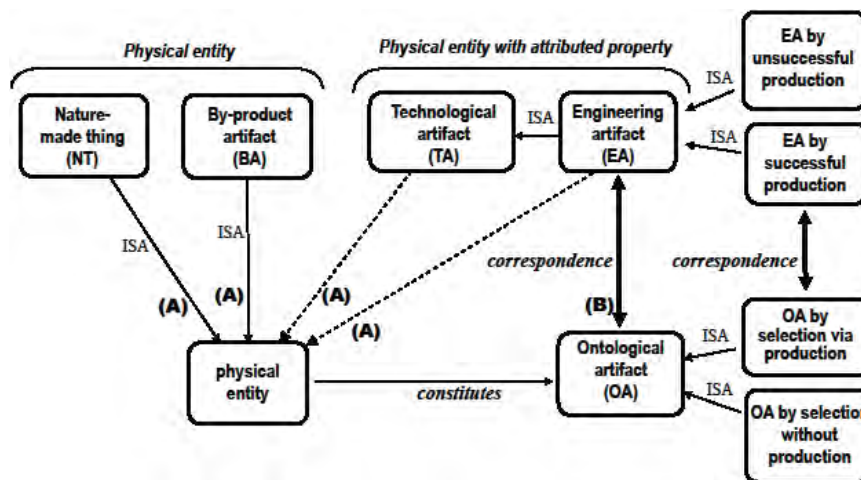 Physical entity
Physical entity with attributed property
EA by
unsuccessful
production
ISA
Nature-
made thing
(NT)
By-product
artifact
(BA)
Technological
artifact
(TA)
ISA
Engineering
artifact
(EA)
ISA
EA by
successful
production
ISA
ISA
correspondence
correspondence
(A)
(A)
(A)
(A)
(B)
physical
entity
constitutes
Ontological
artifact
(OA)
ISA
OA by
selection via
production
ISA
OA by selection
without
production